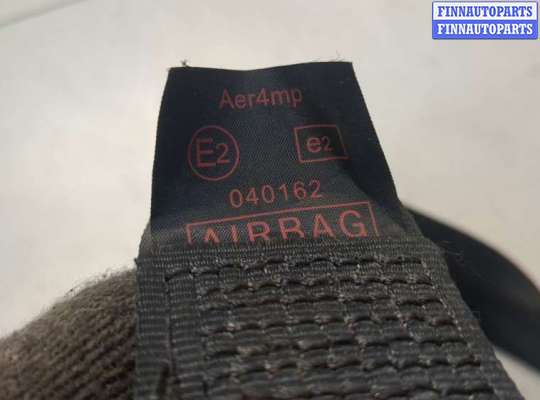 FINNAUTOPARTS
FINNAUTOPARTS
Aer4mp
E2 e2
040162
AIRBAG